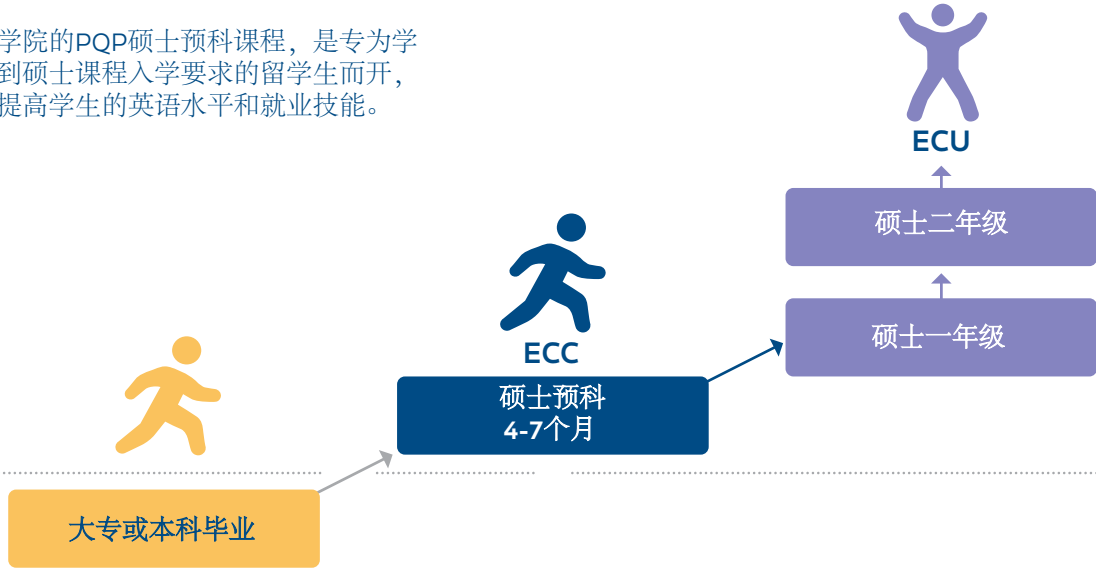 学院的PQP硕士预科课程，是专为学
到硕士课程入学要求的留学生而开，
提高学生的英语水平和就业技能。
ECU
硕士二年级
硕士一年级
ECC
硕士预科
4-7个月
大专或本科毕业